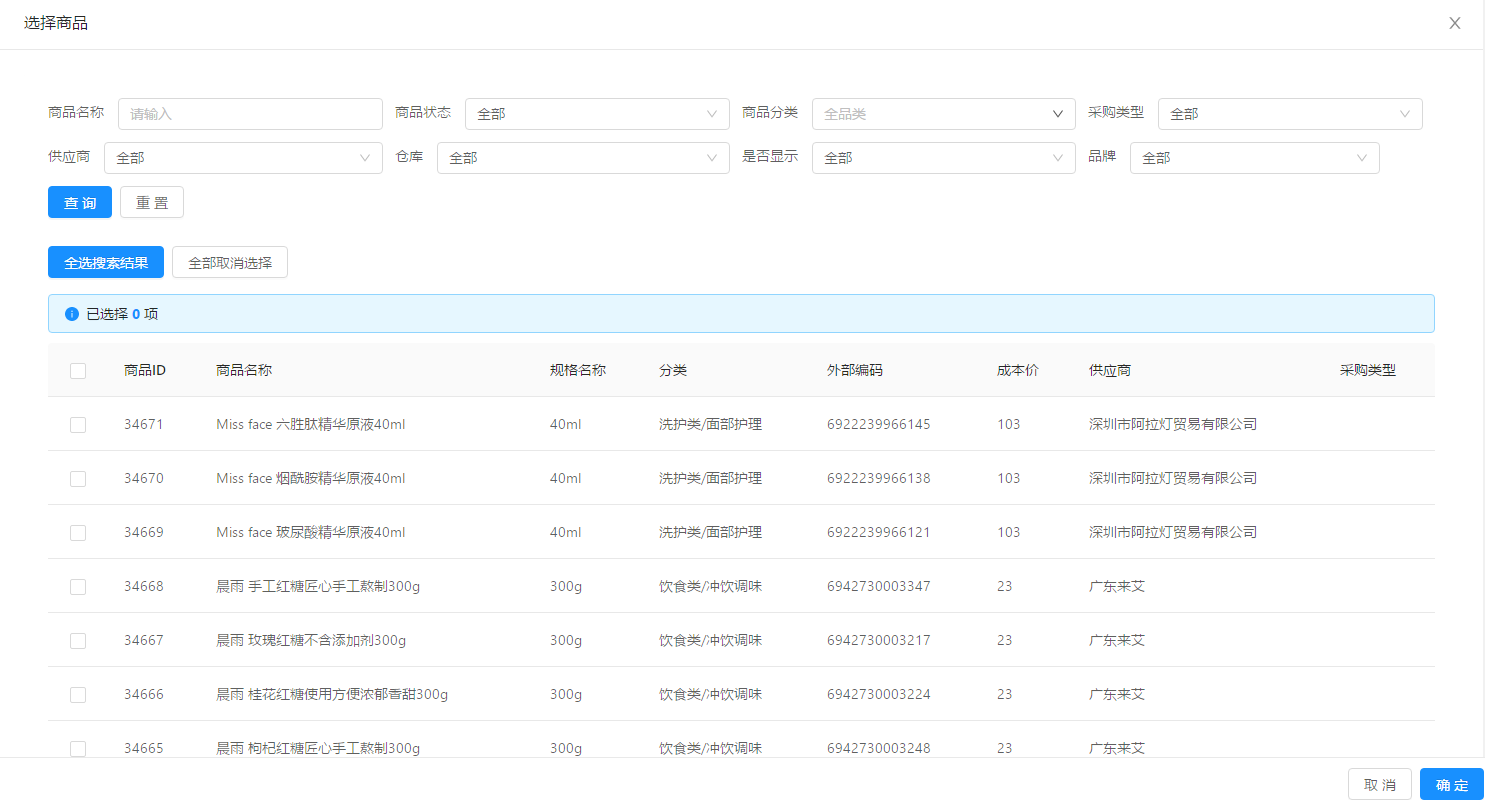 选择商品
商品名称 请输入 商品状态 全部 商品分类 全品类 采购类型 全部
供应商 全部 仓库 全部 是否显示 全部 品牌 全部
查 询 重 置
全选搜索结果 全部取消选择
已选择 0 项
商品ID 商品名称 规格名称 分类 外部编码 成本价 供应商 采购类型
34671 Miss face 六胜肽精华原液40ml 40ml 洗护类/面部护理 6922239966145 103 深圳市阿拉灯贸易有限公司
34670 Miss face 烟酰胺精华原液40ml 40ml 洗护类/面部护理 6922239966138 103 深圳市阿拉灯贸易有限公司
34669 Miss face 玻尿酸精华原液40ml 40ml 洗护类/面部护理 6922239966121 103 深圳市阿拉灯贸易有限公司
34668 晨雨 手工红糖匠心手工熬制300g 300g 饮食类/冲饮调味 6942730003347 23 广东来艾
34667 晨雨 玫瑰红糖不含添加剂300g 300g 饮食类/冲饮调味 6942730003217 23 广东来艾
34666 晨雨 桂花红糖使用方便浓郁香甜300g 300g 饮食类/冲饮调味 6942730003224 23 广东来艾
34665 晨雨 枸杞红糖匠心手工熬制300g 300g 饮食类/冲饮调味 6942730003248 23 广东来艾
取 消 确 定